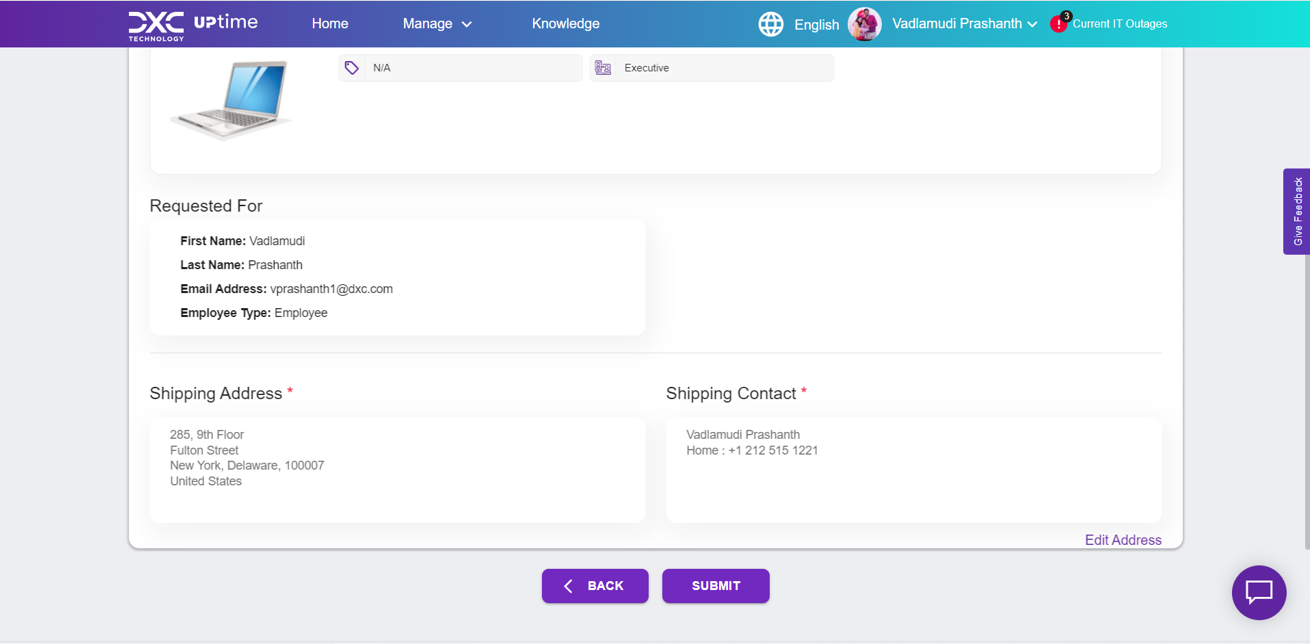 DXC TECHNOLOGY UPtime
Home
Manage
Knowledge
English
Vadlamudi Prashanth
3
Current IT Outages
N/A
Executive
Requested For
First Name: Vadlamudi
Last Name: Prashanth
Email Address: vprashanth1@dxc.com
Employee Type: Employee
Shipping Address *
285, 9th Floor
Fulton Street
New York, Delaware, 100007
United States
Shipping Contact *
Vadlamudi Prashanth
Home : +1 212 515 1221
Edit Address
BACK
SUBMIT
Give Feedback